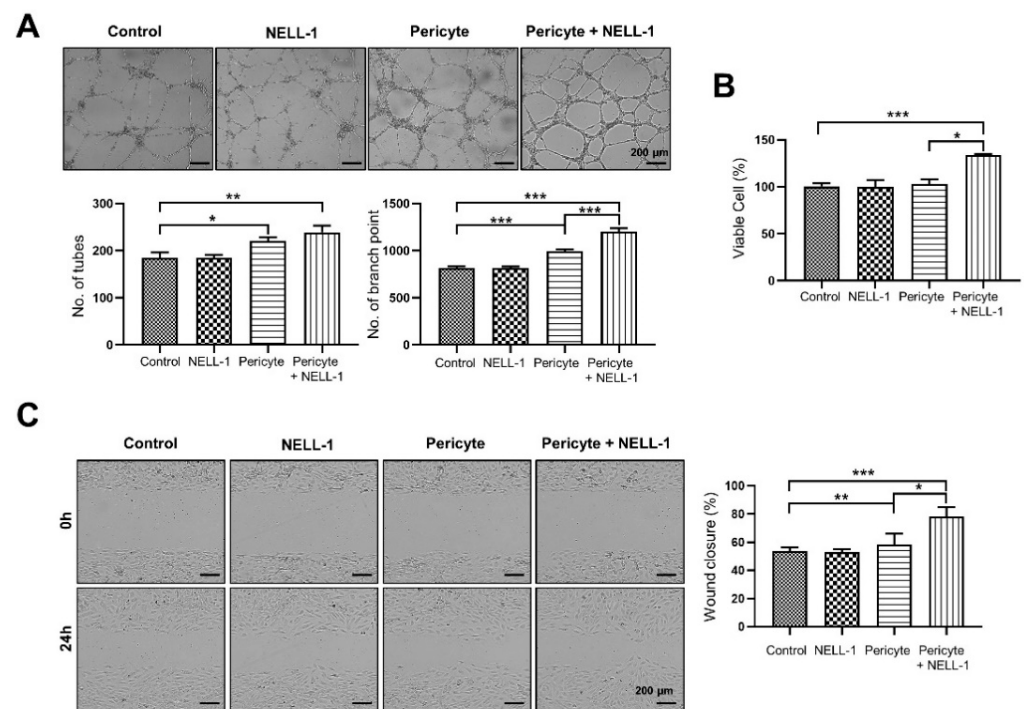 A
Control NELL-1 Pericyte Pericyte + NELL-1
200 µm
** 
*
No. of tubes
300
200
100
0
Control NELL-1 Pericyte Pericyte
+ NELL-1
***
*** ***
No. of branch point
1500
1000
500
0
Control NELL-1 Pericyte Pericyte
+ NELL-1
B
***
*
Viable Cell (%)
150
100
50
0
Control NELL-1 Pericyte Pericyte
+ NELL-1
C
Control NELL-1 Pericyte Pericyte + NELL-1
0h
24h
200 µm
***
** *
Wound closure (%)
100
80
60
40
20
0
Control NELL-1 Pericyte Pericyte
+ NELL-1